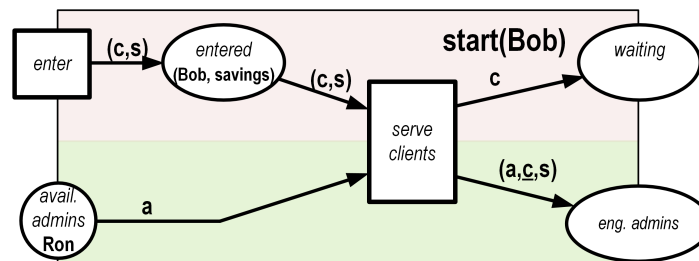 start(Bob)
enter
(c,s)
entered
(Bob, savings)
(c,s)
c
waiting
serve
clients
avail.
admins
Ron
a
(a,c,s)
eng. admins